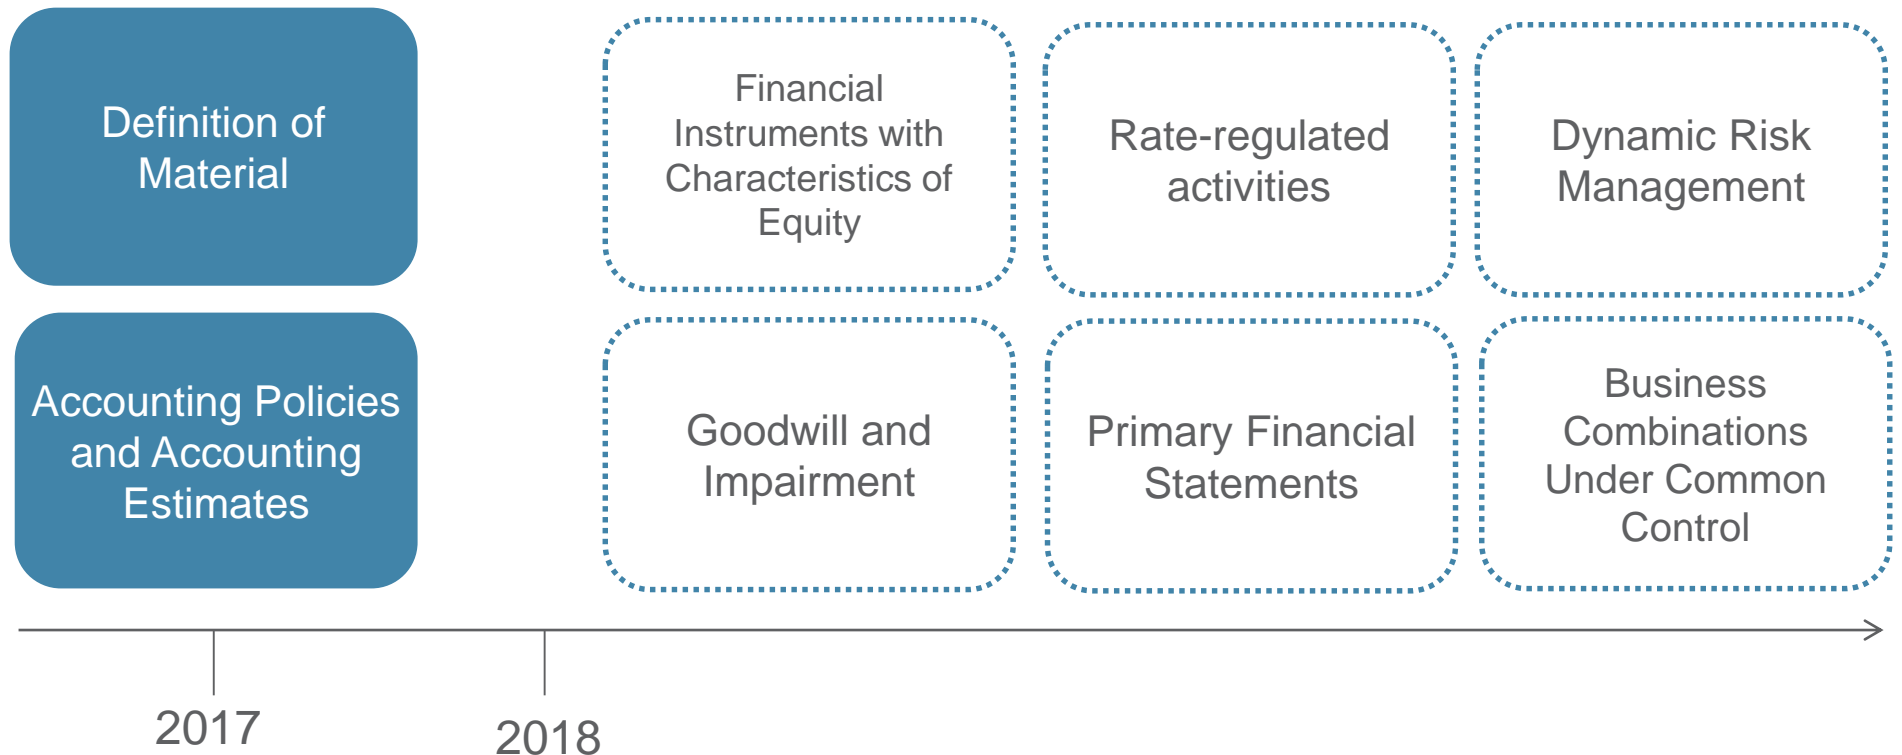 Definition of
Material
Financial
Instruments with
Characteristics of
Equity
Rate-regulated
activities
Dynamic Risk
Management
Accounting Policies
and Accounting
Estimates
Goodwill and
Impairment
Primary Financial
Statements
Business
Combinations
Under Common
Control
2017
2018